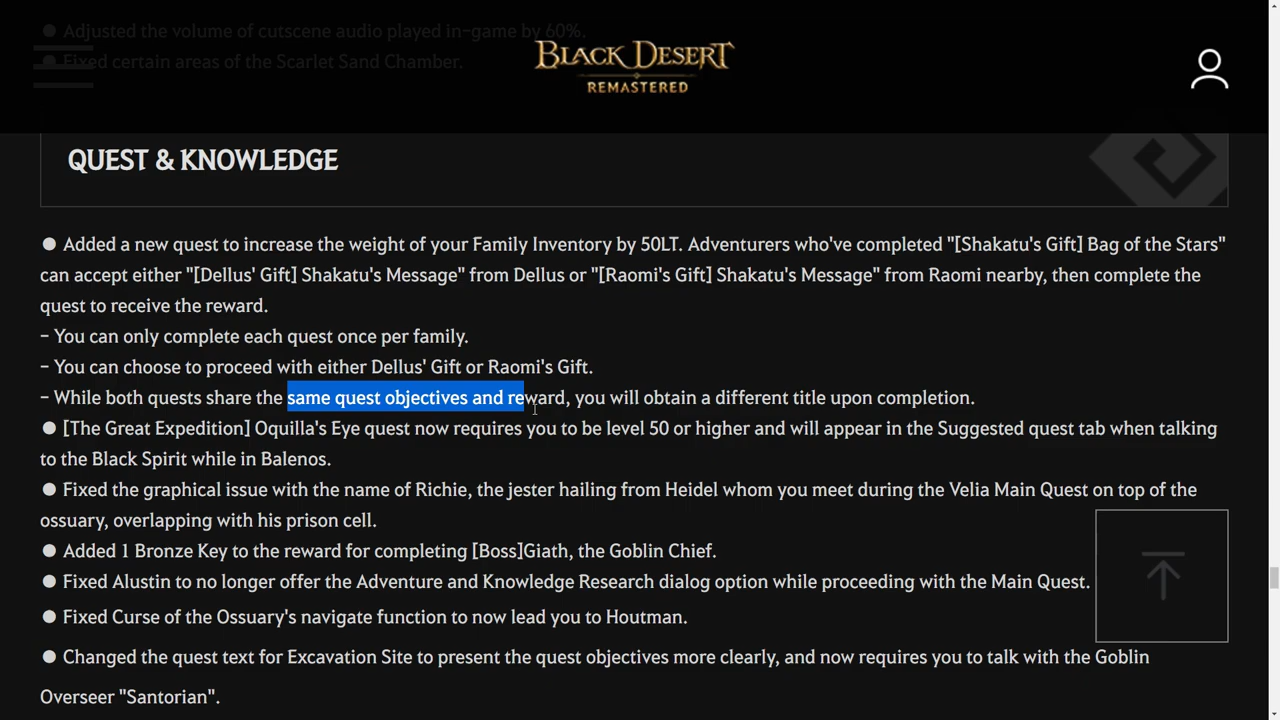 ● Adjusted the volume of cutscene audio played in-game by 60%.
● Fixed certain areas of the Scarlet Sand Chamber.
BLACK DESERT
REMASTERED
QUEST & KNOWLEDGE
● Added a new quest to increase the weight of your Family Inventory by 50LT. Adventurers who've completed "[Shakatu's Gift] Bag of the Stars"
can accept either "[Dellus' Gift] Shakatu's Message" from Dellus or "[Raomi's Gift] Shakatu's Message" from Raomi nearby, then complete the
quest to receive the reward.
- You can only complete each quest once per family.
- You can choose to proceed with either Dellus' Gift or Raomi's Gift.
- While both quests share the same quest objectives and reward, you will obtain a different title upon completion.
● [The Great Expedition] Oquilla's Eye quest now requires you to be level 50 or higher and will appear in the Suggested quest tab when talking
to the Black Spirit while in Balenos.
● Fixed the graphical issue with the name of Richie, the jester hailing from Heidel whom you meet during the Velia Main Quest on top of the
ossuary, overlapping with his prison cell.
● Added 1 Bronze Key to the reward for completing [Boss]Giath, the Goblin Chief.
● Fixed Alustin to no longer offer the Adventure and Knowledge Research dialog option while proceeding with the Main Quest.
● Fixed Curse of the Ossuary's navigate function to now lead you to Houtman.
● Changed the quest text for Excavation Site to present the quest objectives more clearly, and now requires you to talk with the Goblin
Overseer "Santorian".